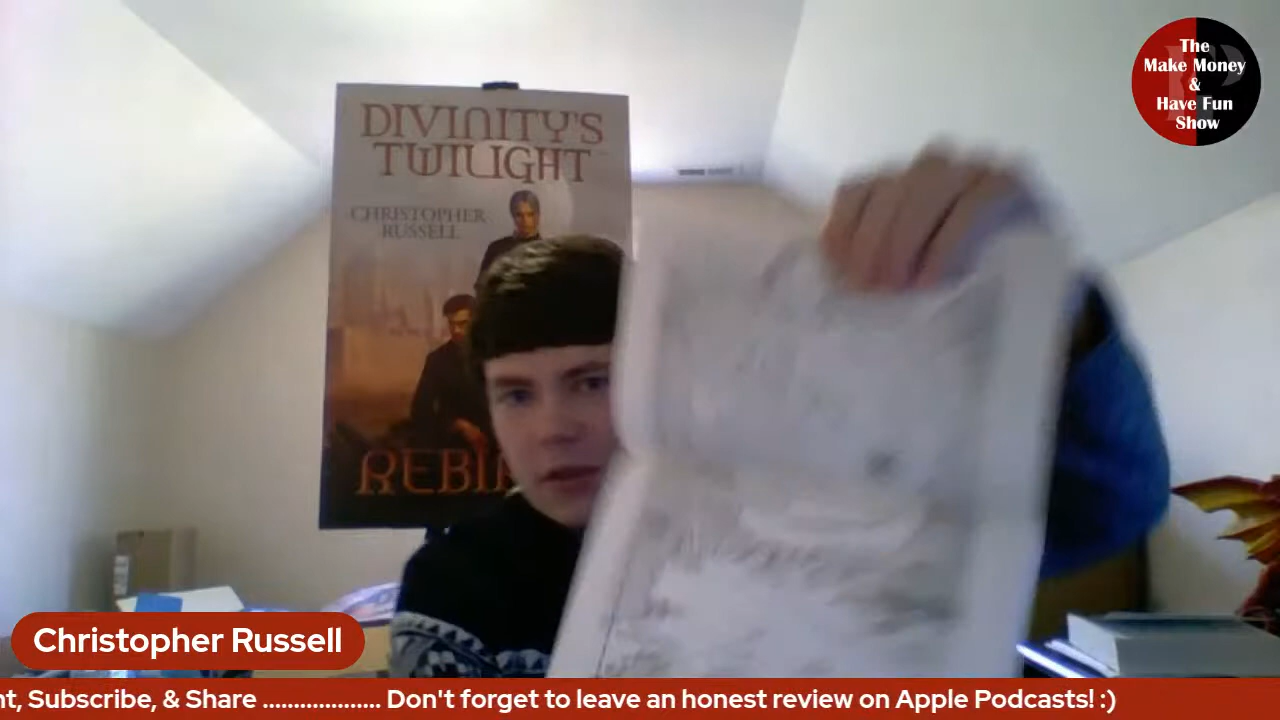 The
Make Money
&
Have Fun
Show
DIVINITY'S
TWILIGHT
CHRISTOPHER
RUSSELL
Christopher Russell
nt, Subscribe, & Share ................... Don't forget to leave an honest review on Apple Podcasts! :)